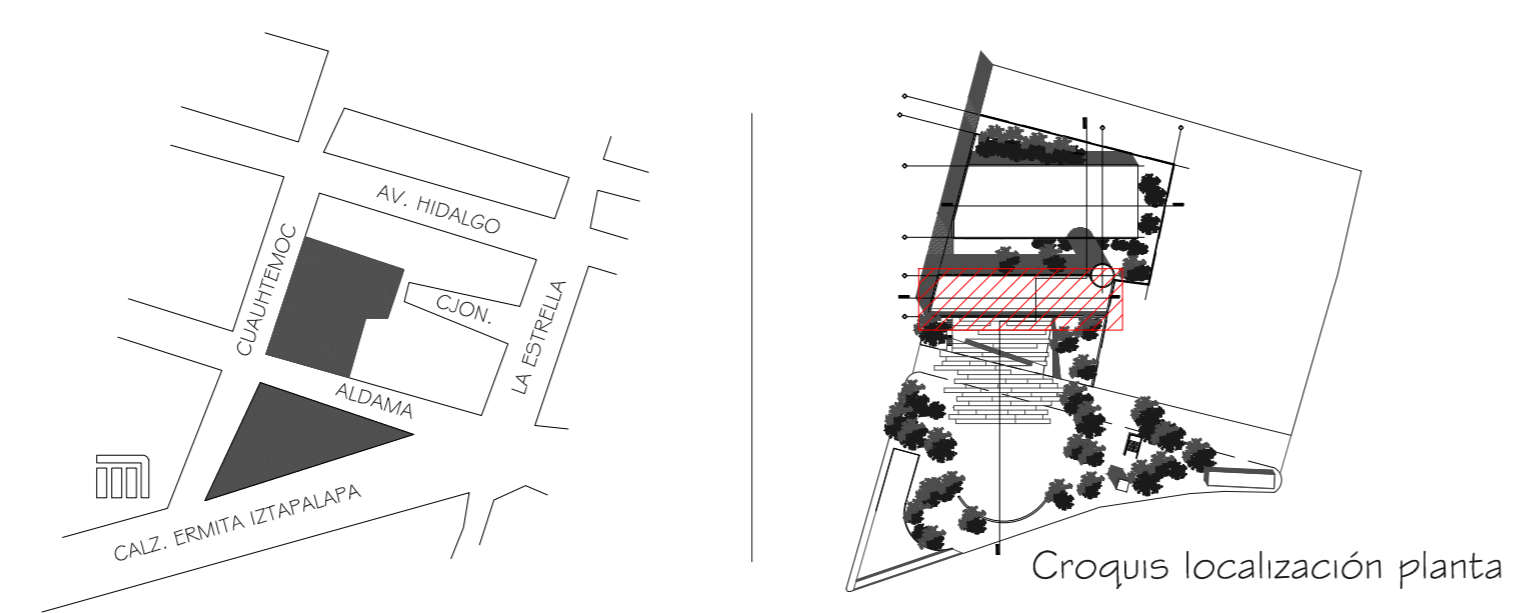 AV. HIDALGO
CUAUHTEMOC
CJON.
LA ESTRELLA
ALDAMA
CALZ. ERMITA IZTAPALAPA
Croquis localización planta